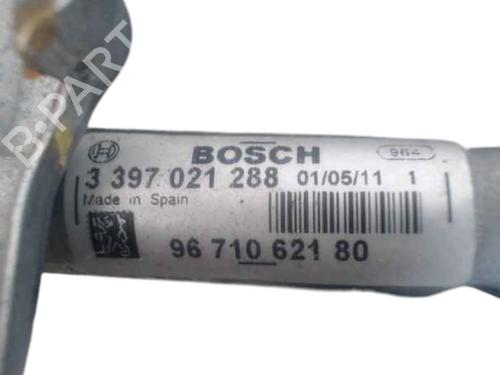 BOSCH 964
3 397 021 288 01/05/11 1
Made in Spain
96 710 621 80
B-PARTS